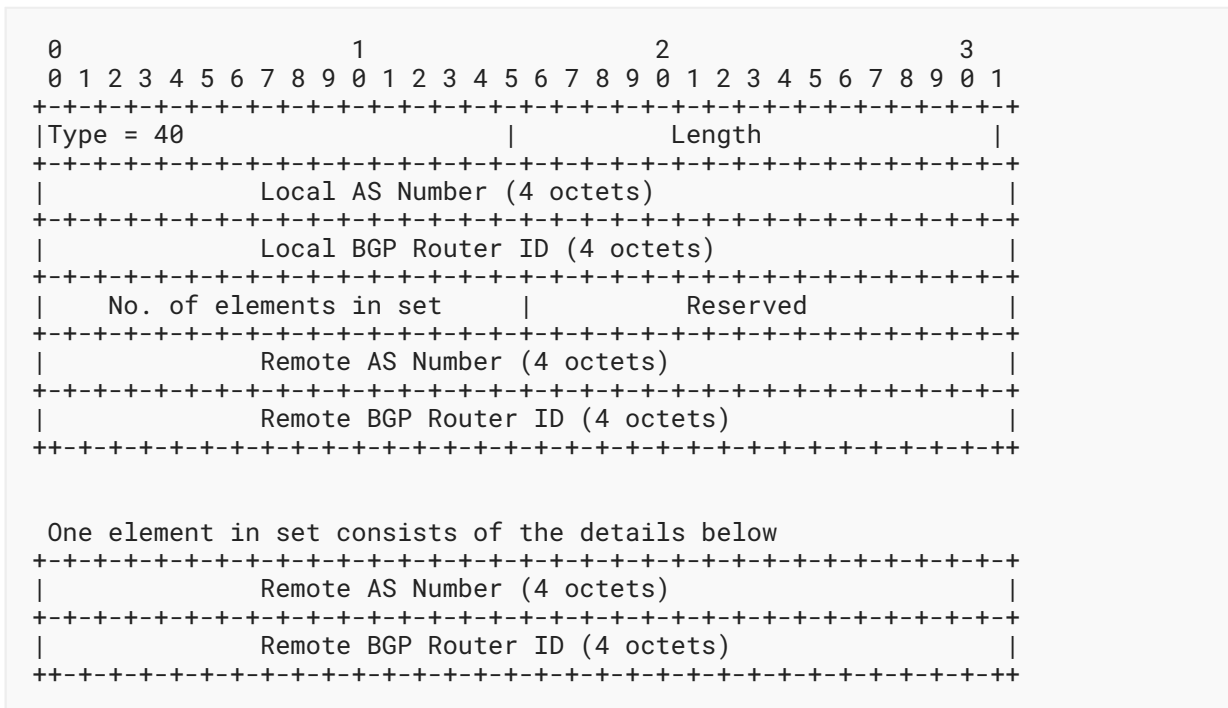 0                   1                   2                   3
 0 1 2 3 4 5 6 7 8 9 0 1 2 3 4 5 6 7 8 9 0 1 2 3 4 5 6 7 8 9 0 1
+-+-+-+-+-+-+-+-+-+-+-+-+-+-+-+-+-+-+-+-+-+-+-+-+-+-+-+-+-+-+-+-+
|Type = 40                     |          Length               |
+-+-+-+-+-+-+-+-+-+-+-+-+-+-+-+-+-+-+-+-+-+-+-+-+-+-+-+-+-+-+-+-+
|              Local AS Number (4 octets)                       |
+-+-+-+-+-+-+-+-+-+-+-+-+-+-+-+-+-+-+-+-+-+-+-+-+-+-+-+-+-+-+-+-+
|              Local BGP Router ID (4 octets)                   |
+-+-+-+-+-+-+-+-+-+-+-+-+-+-+-+-+-+-+-+-+-+-+-+-+-+-+-+-+-+-+-+-+
|    No. of elements in set     |          Reserved             |
+-+-+-+-+-+-+-+-+-+-+-+-+-+-+-+-+-+-+-+-+-+-+-+-+-+-+-+-+-+-+-+-+
|              Remote AS Number (4 octets)                      |
+-+-+-+-+-+-+-+-+-+-+-+-+-+-+-+-+-+-+-+-+-+-+-+-+-+-+-+-+-+-+-+-+
|              Remote BGP Router ID (4 octets)                  |
++-+-+-+-+-+-+-+-+-+-+-+-+-+-+-+-+-+-+-+-+-+-+-+-+-+-+-+-+-+-+-++
 One element in set consists of the details below
+-+-+-+-+-+-+-+-+-+-+-+-+-+-+-+-+-+-+-+-+-+-+-+-+-+-+-+-+-+-+-+-+
|              Remote AS Number (4 octets)                      |
+-+-+-+-+-+-+-+-+-+-+-+-+-+-+-+-+-+-+-+-+-+-+-+-+-+-+-+-+-+-+-+-+
|              Remote BGP Router ID (4 octets)                  |
++-+-+-+-+-+-+-+-+-+-+-+-+-+-+-+-+-+-+-+-+-+-+-+-+-+-+-+-+-+-+-++